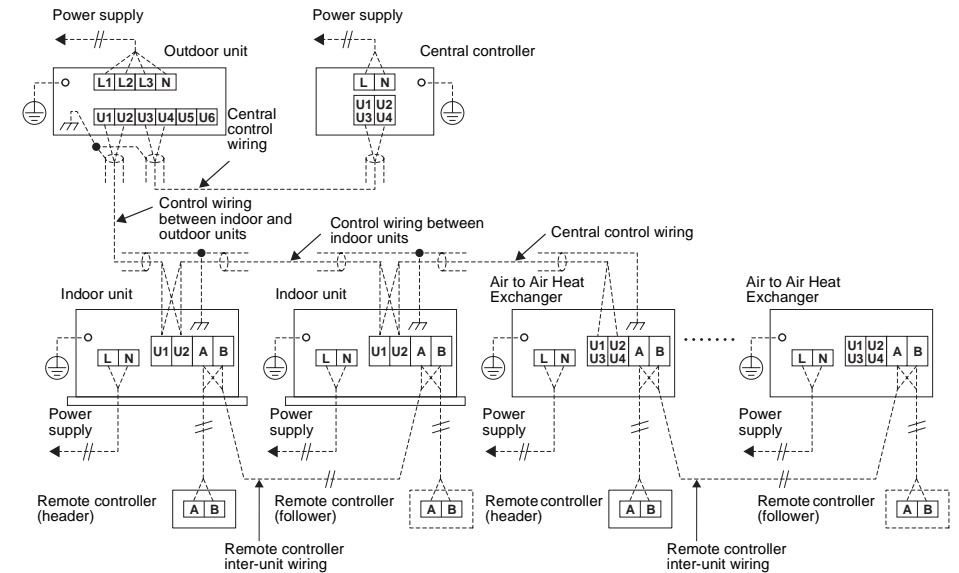 Power supply
Power supply
Outdoor unit
Central controller
L1 L2 L3 N
L N
U1 U2 U3 U4 U5 U6
U1 U2
U3 U4
Central
control
wiring
Control wiring
between indoor and
outdoor units
Control wiring between
indoor units
Central control wiring
Indoor unit
Indoor unit
Air to Air Heat
Exchanger
Air to Air Heat
Exchanger
L N
U1 U2 A B
L N
U1 U2 A B
L N
U1 U2
U3 U4
A B
L N
U1 U2
U3 U4
A B
Power
supply
Power
supply
Power
supply
Power
supply
Remote controller
(header)
A B
Remote controller
(follower)
A B
Remote controller
(header)
A B
Remote controller
(follower)
A B
Remote controller
inter-unit wiring
Remote controller
inter-unit wiring